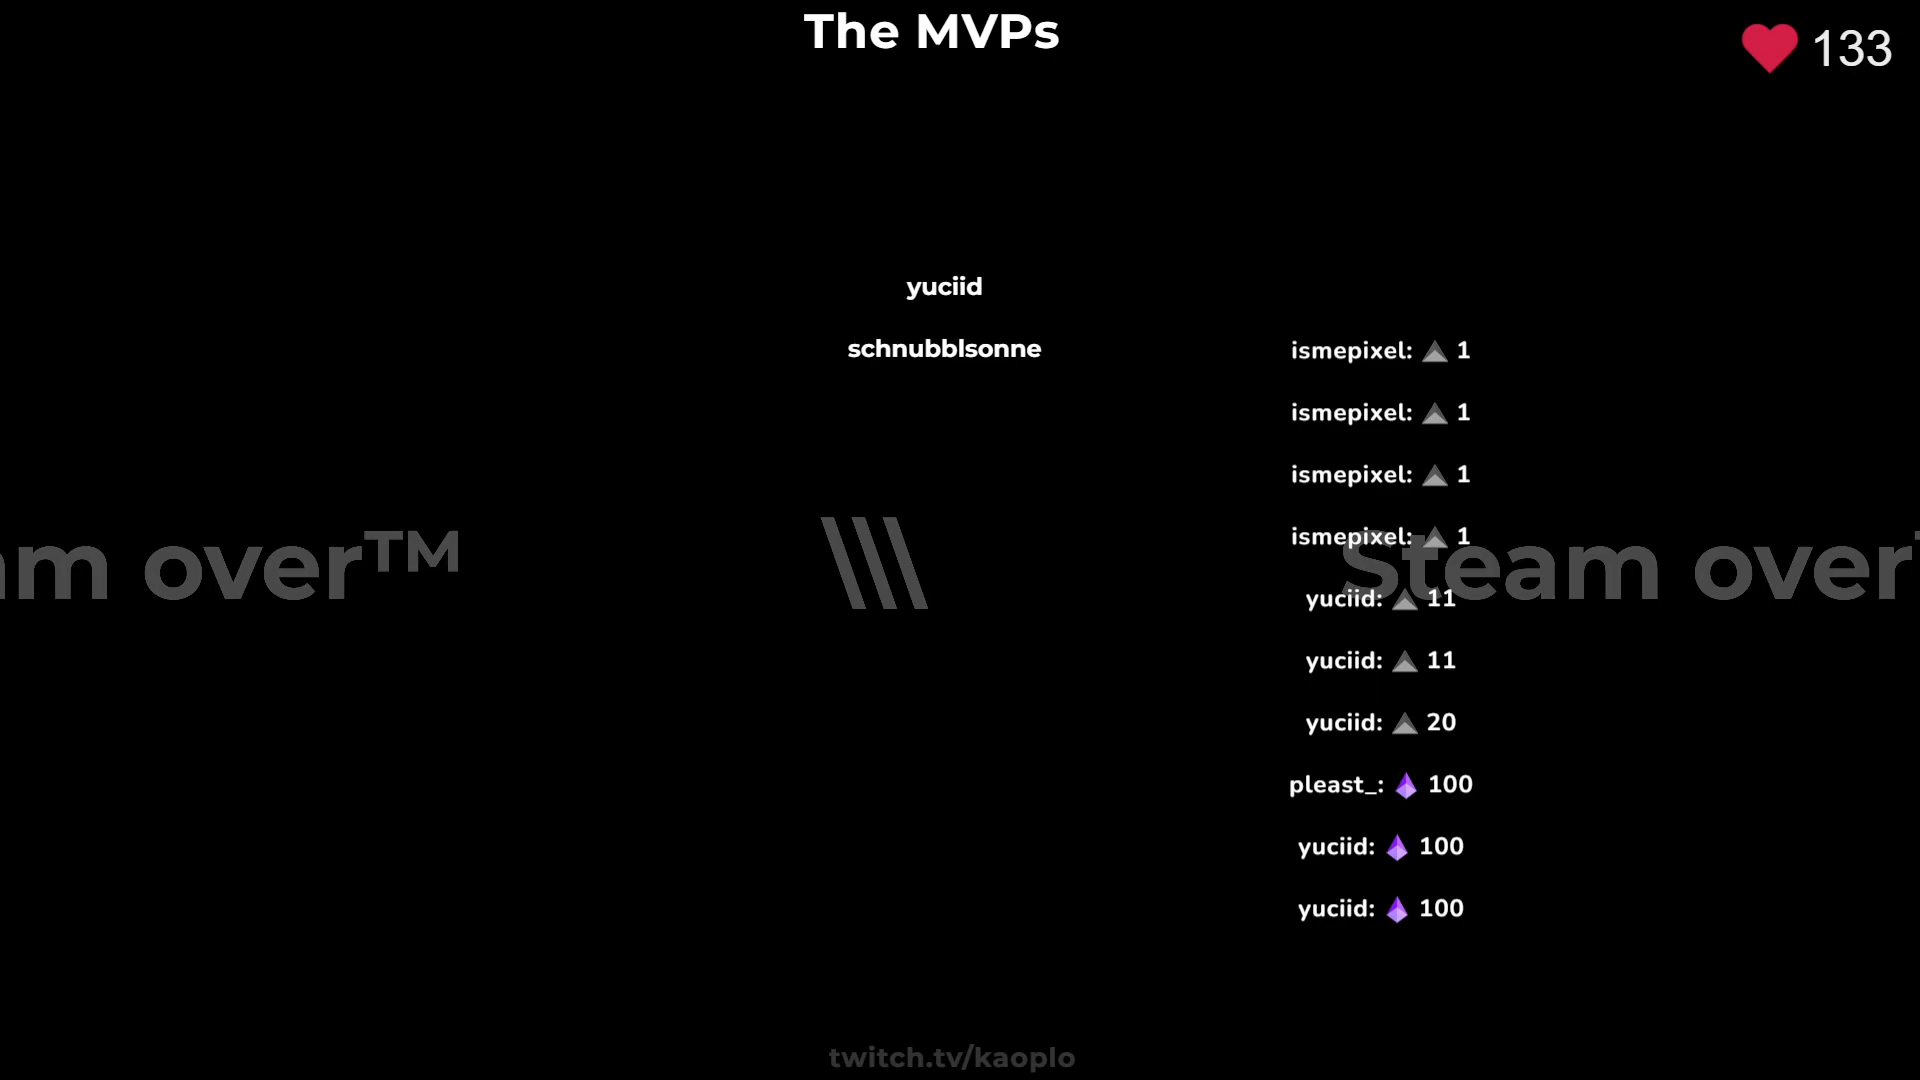 The MVPs
133
yuciid
schnubblsonne
ismepixel: 1
ismepixel: 1
ismepixel: 1
ismepixel: 1
am over™ \\\ Steam over
yuciid: 11
yuciid: 11
yuciid: 20
pleast_: 100
yuciid: 100
yuciid: 100
twitch.tv/kaoplo